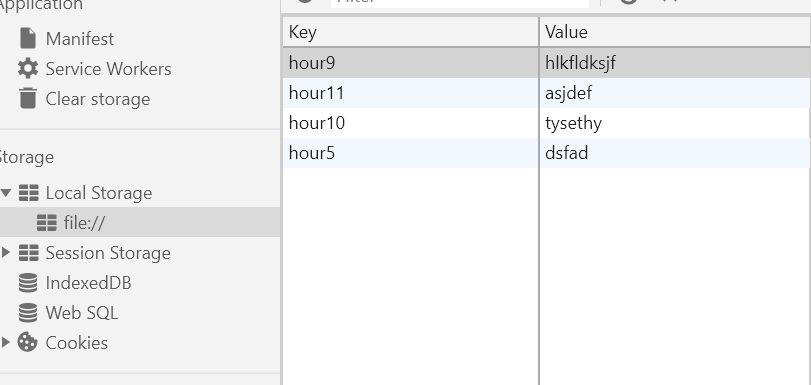 Application
Manifest
Service Workers
Clear storage
Storage
Local Storage
file://
Session Storage
IndexedDB
Web SQL
Cookies
Filter
Key Value
hour9 hlkfldksjf
hour11 asjdef
hour10 tysethy
hour5 dsfad